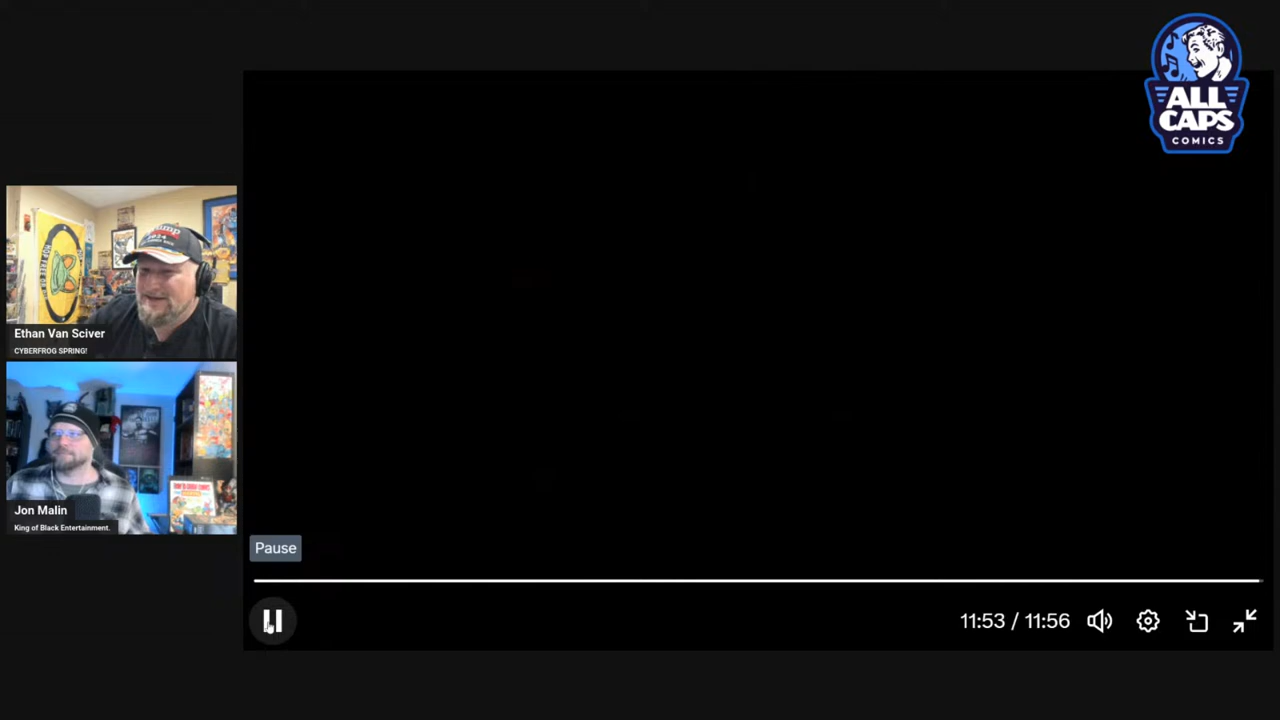 ALL
CAPS
COMICS
Ethan Van Sciver
CYBERFROG SPRING!
Jon Malin
King of Black Entertainment.
Pause
11:53 / 11:56